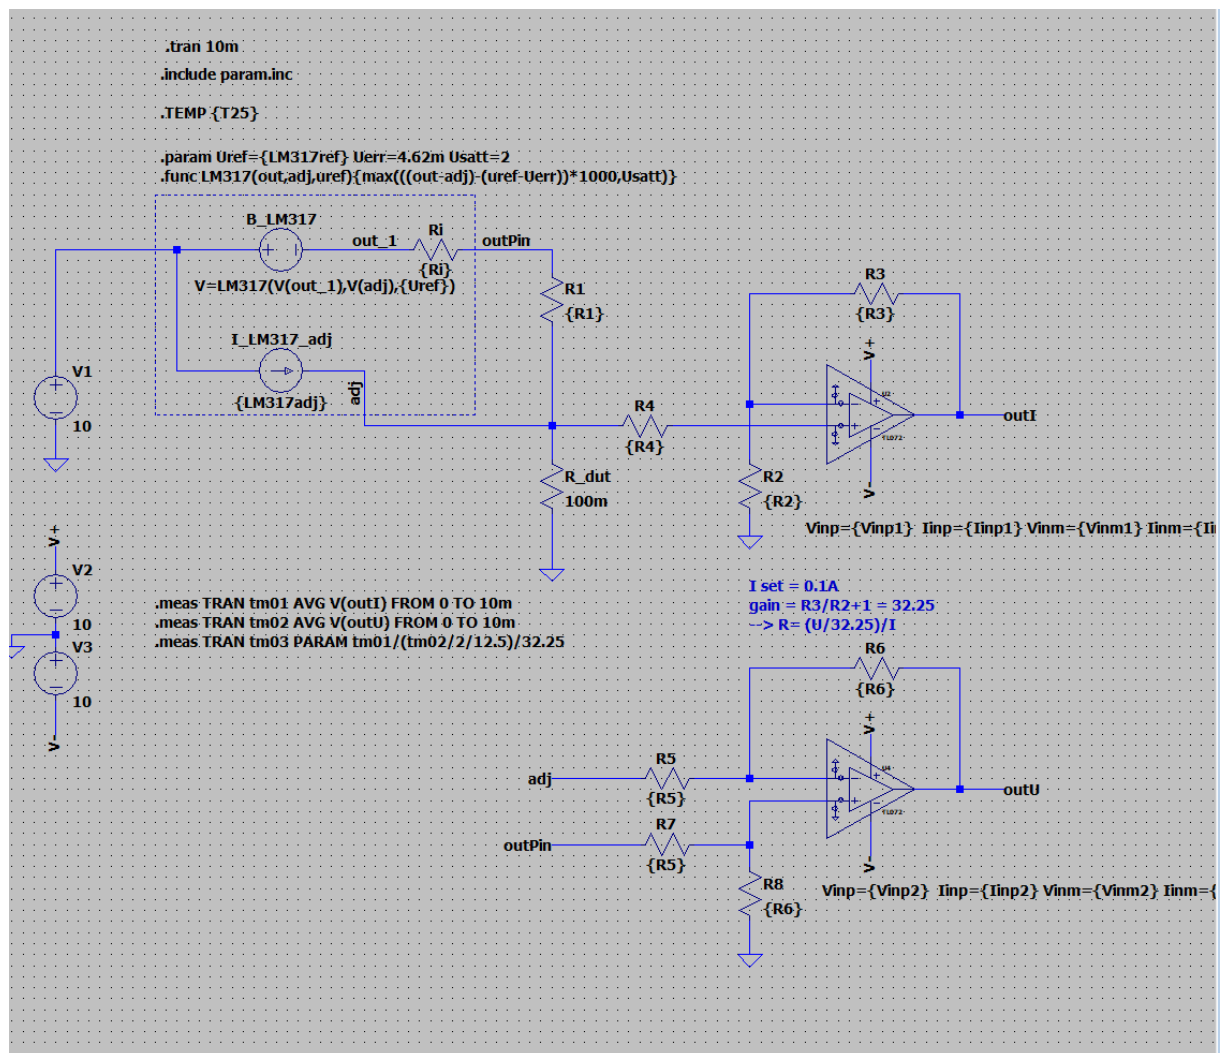 .tran 10m
.include param.inc
.TEMP {T25}
.param Uref={LM317ref} Uerr=4.62m Usatt=2
.func LM317(out,adj,uref){max(((out-adj)-(uref-Uerr))*1000,Usatt)}
B_LM317
out_1
Ri
{Ri}
outPin
V=LM317(V(out_1),V(adj),{Uref})
R1
{R1}
I_LM317_adj
{LM317adj}
adj
V1
10
R3
{R3}
V+
U2
TL072
V-
outI
R4
{R4}
R_dut
100m
R2
{R2}
Vinp={Vinp1} Iinp={Iinp1} Vinm={Vinm1} Iinm={Ii
V+
V2
10
V3
10
V-
.meas TRAN tm01 AVG V(outI) FROM 0 TO 10m
.meas TRAN tm02 AVG V(outU) FROM 0 TO 10m
.meas TRAN tm03 PARAM tm01/(tm02/2/12.5)/32.25
I set = 0.1A
gain = R3/R2+1 = 32.25
--> R= (U/32.25)/I
R6
{R6}
V+
U4
TL072
V-
outU
adj
R5
{R5}
outPin
R7
{R5}
R8
{R6}
Vinp={Vinp2} Iinp={Iinp2} Vinm={Vinm2} Iinm={